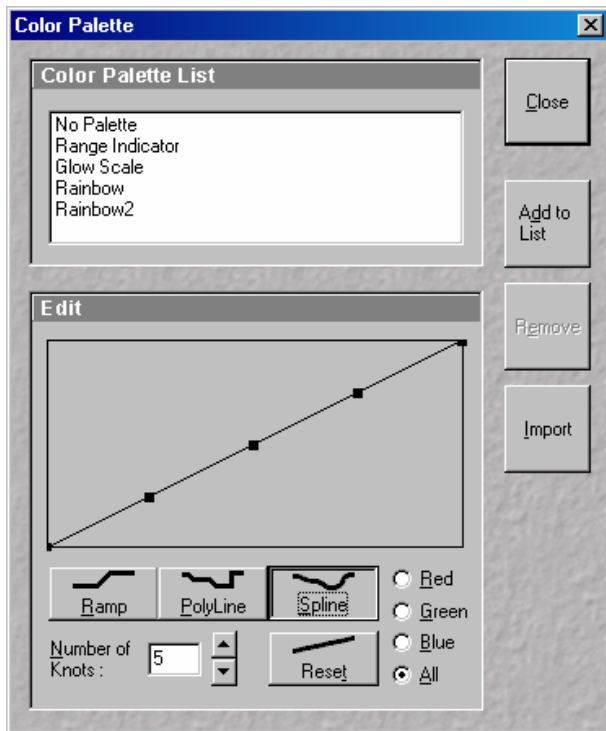 Color Palette
Color Palette List
No Palette
Range Indicator
Glow Scale
Rainbow
Rainbow2
Close
Add to
List
Remove
Import
Edit
Ramp
PolyLine
Spline
Red
Green
Blue
All
Number of
Knots :
5
Reset